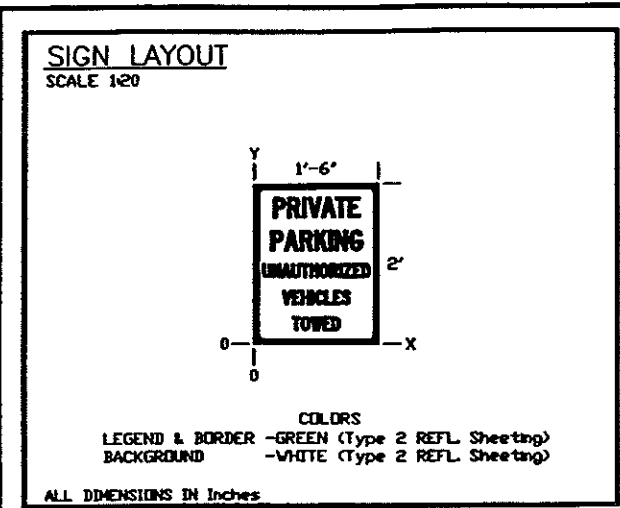 SIGN LAYOUT
SCALE 1:20
Y
1'-6"
PRIVATE
PARKING
UNAUTHORIZED
2'
VEHICLES
TOWED
0
X
0
COLORS
LEGEND & BORDER -GREEN (Type 2 REFL. Sheeting)
BACKGROUND -WHITE (Type 2 REFL. Sheeting)
ALL DIMENSIONS IN Inches